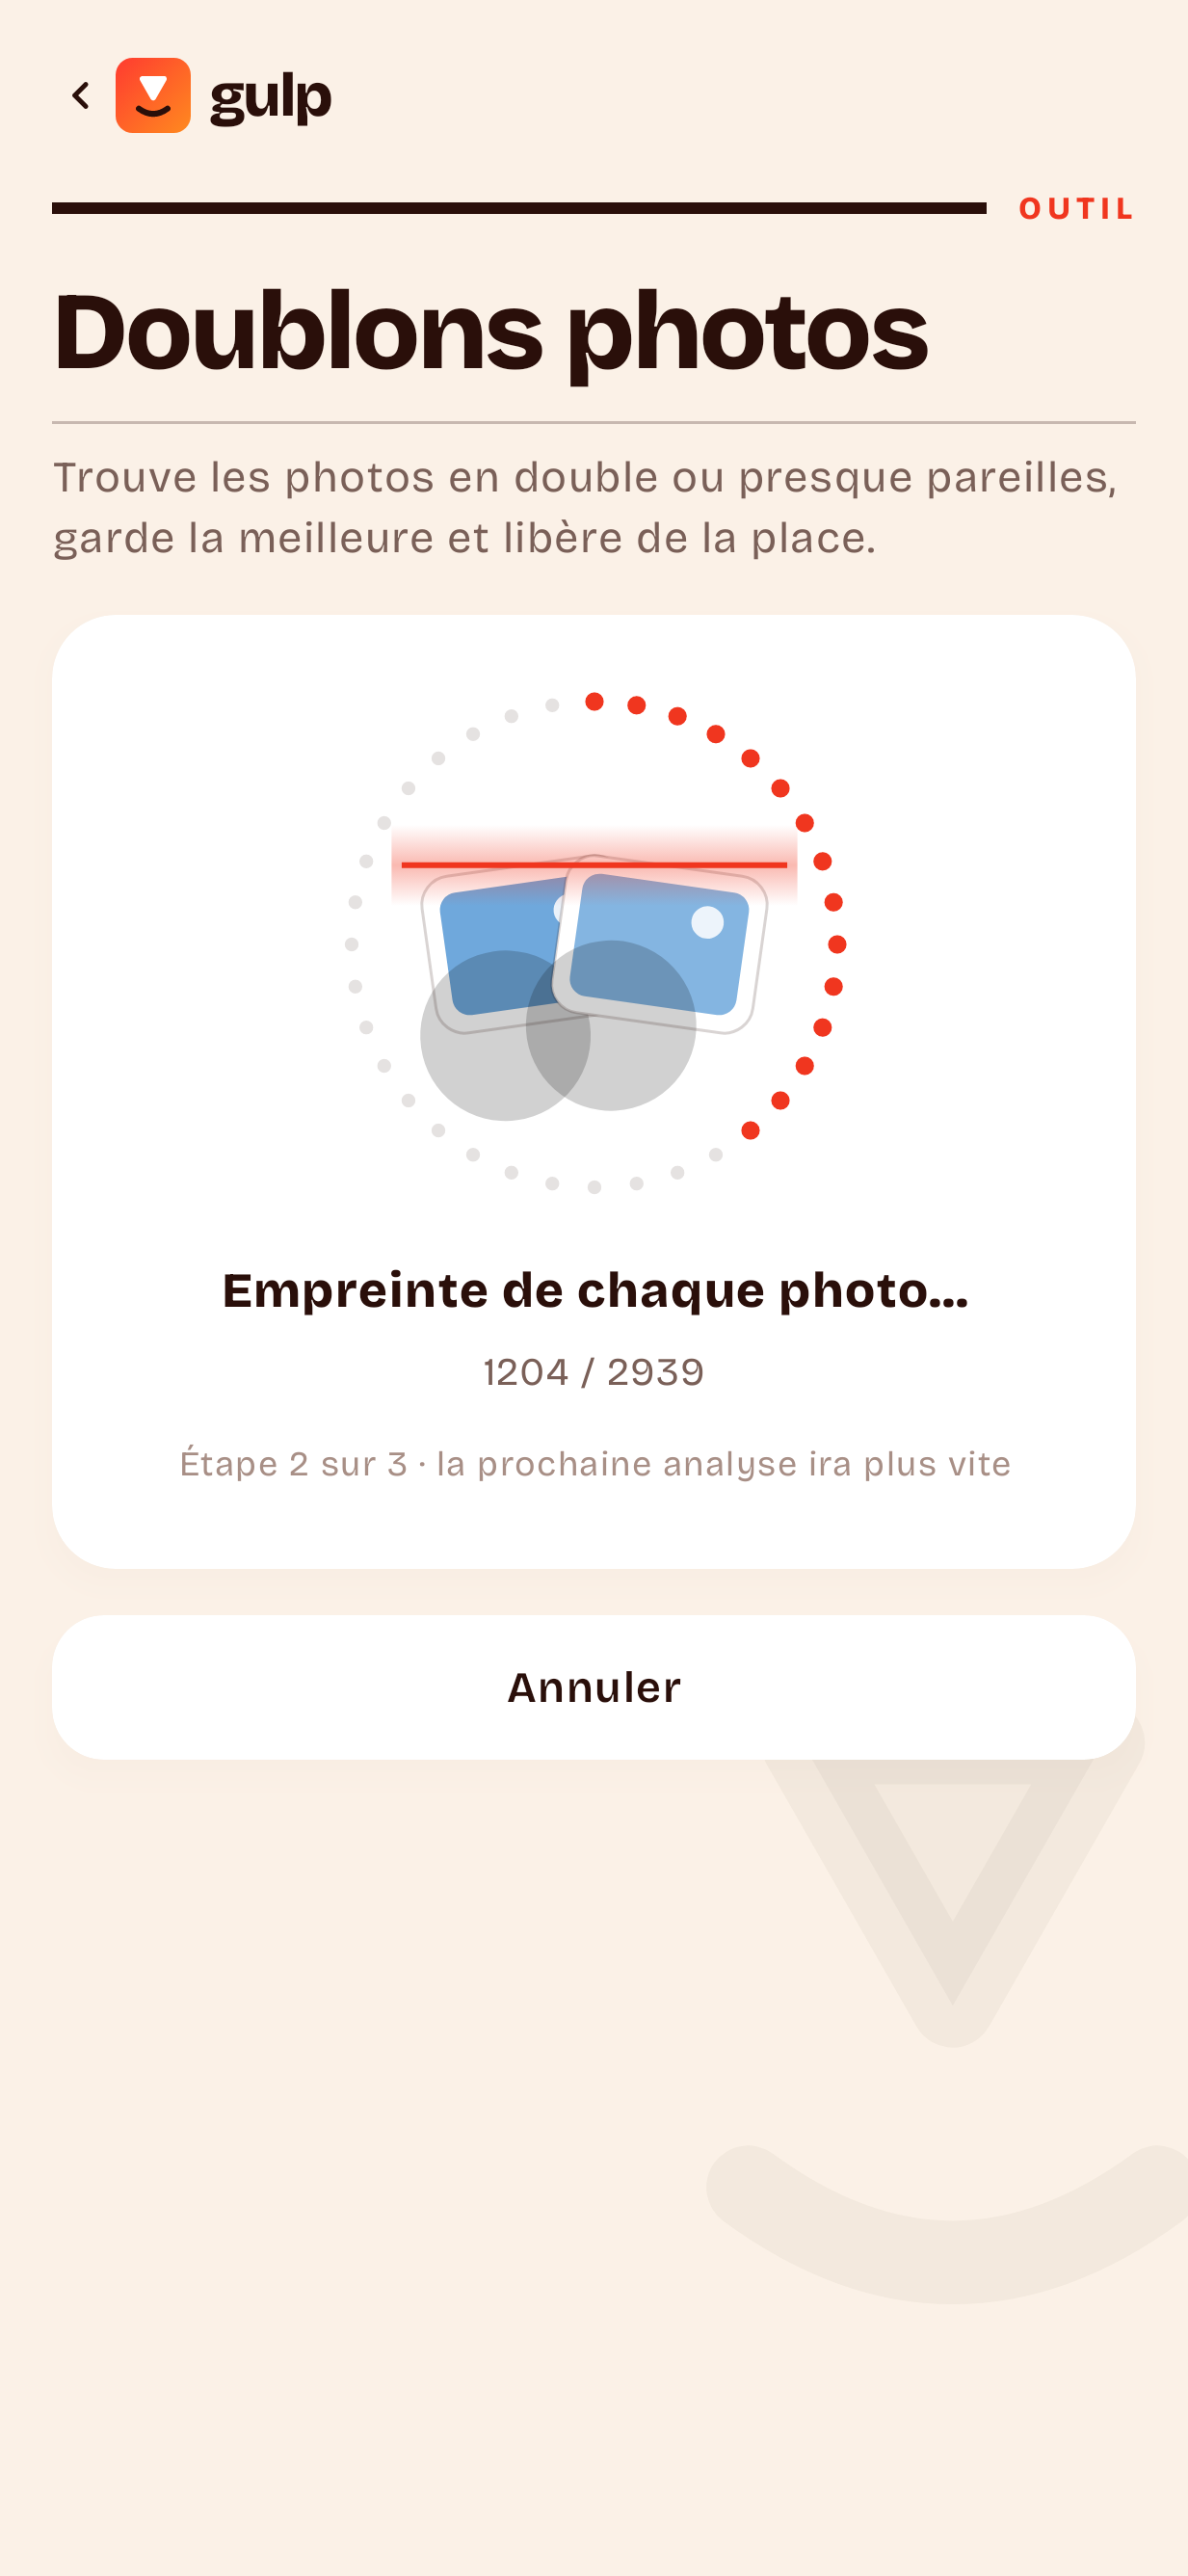 gulp
OUTIL
Doublons photos
Trouve les photos en double ou presque pareilles,
garde la meilleure et libère de la place.
Empreinte de chaque photo…
1204 / 2939
Étape 2 sur 3 · la prochaine analyse ira plus vite
Annuler